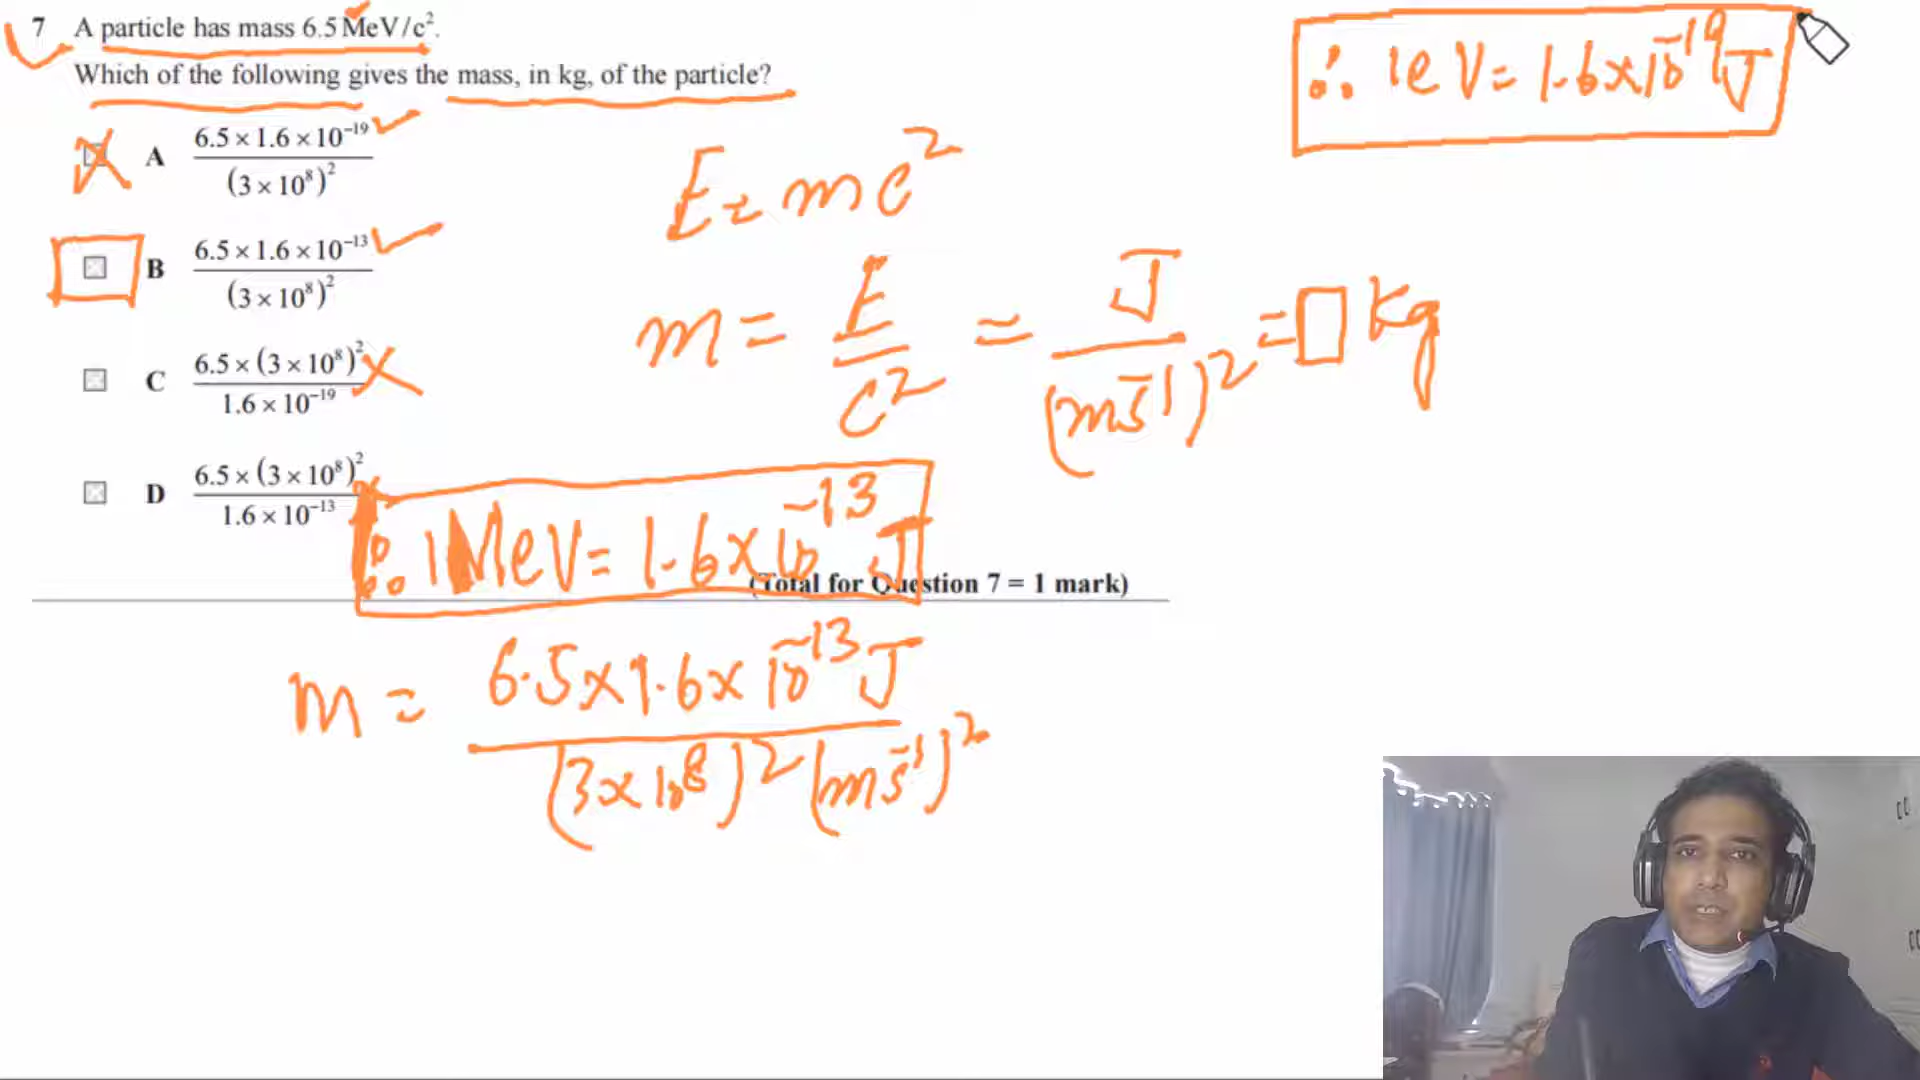 7 A particle has mass 6.5 MeV/c².
Which of the following gives the mass, in kg, of the particle?
A (6.5 × 1.6 × 10⁻¹⁹) / (3 × 10⁸)²
B (6.5 × 1.6 × 10⁻¹³) / (3 × 10⁸)²
C (6.5 × (3 × 10⁸)²) / (1.6 × 10⁻¹⁹)
D (6.5 × (3 × 10⁸)²) / (1.6 × 10⁻¹³)
(Total for Question 7 = 1 mark)
∴ 1eV = 1.6×10⁻¹⁹J
E = mc²
m = E / c² = J / (ms⁻¹)² = □ kg
∴ 1MeV = 1.6×10⁻¹³ J
m = 6.5×1.6×10⁻¹³J / (3×10⁸)² (ms⁻¹)²